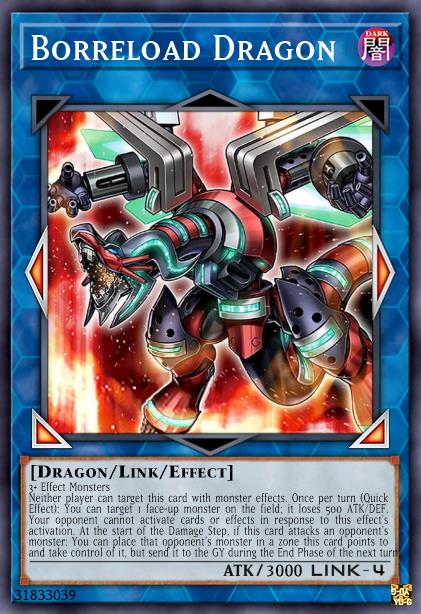 Borreload Dragon
DARK
闇
[Dragon/Link/Effect]
3+ Effect Monsters
Neither player can target this card with monster effects. Once per turn (Quick
Effect): You can target 1 face-up monster on the field; it loses 500 ATK/DEF.
Your opponent cannot activate cards or effects in response to this effect's
activation. At the start of the Damage Step, if this card attacks an opponent's
monster: You can place that opponent's monster in a zone this card points to
and take control of it, but send it to the GY during the End Phase of the next turn.
ATK/3000 LINK-4
31833039